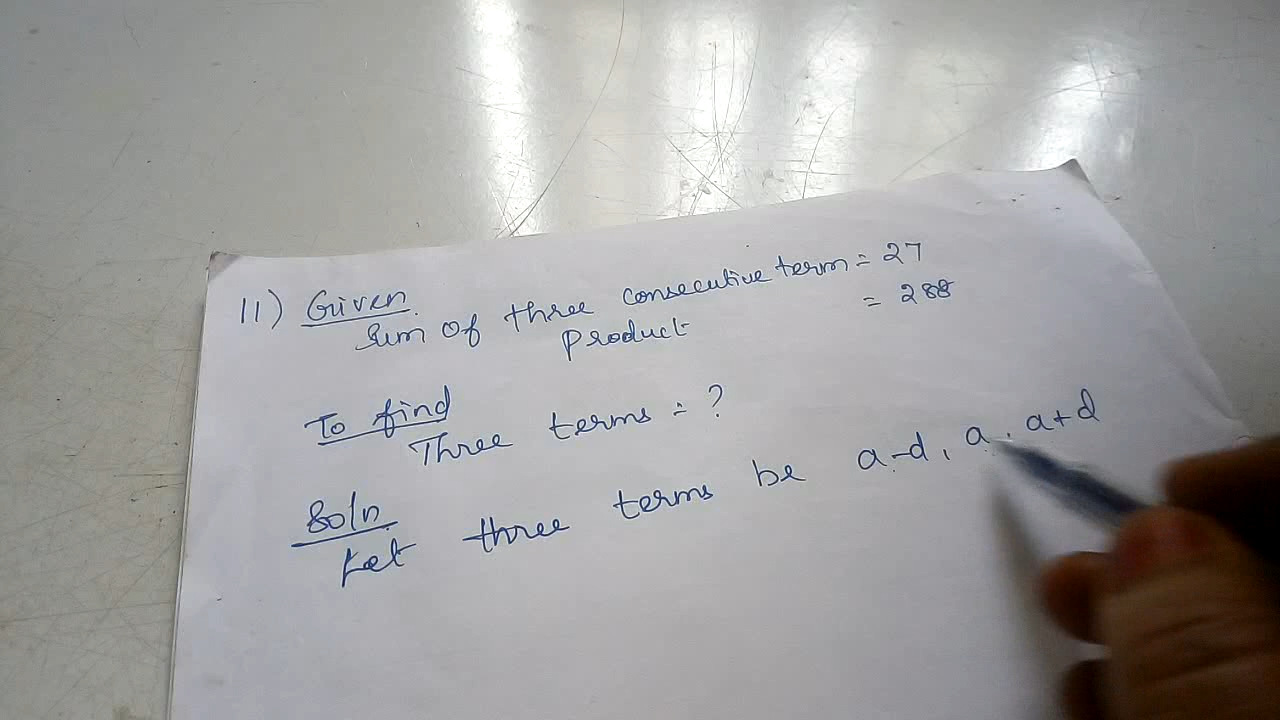 11) Given
Sum of three consecutive term = 27
Product = 288
To find
Three terms = ?
Soln
Let three terms be a-d, a, a+d